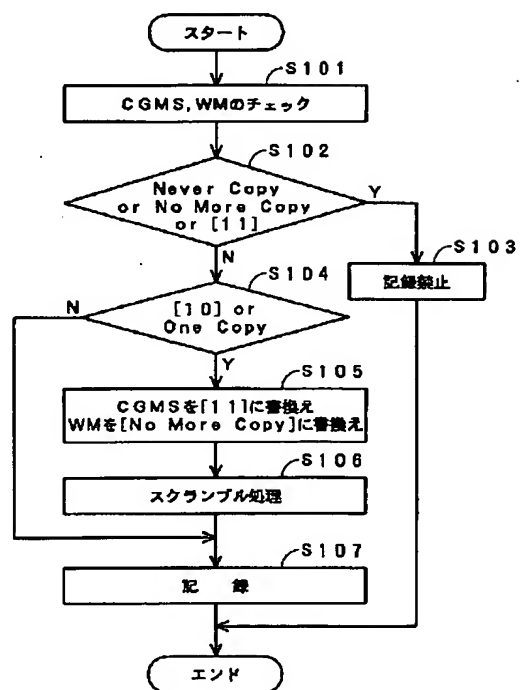 スタート
S101
CGMS,WMのチェック
S102
Never Copy
or No More Copy
or [11]
Y
S103
記録禁止
N
S104
N
[10] or
One Copy
Y
S105
CGMSを[11]に書換え
WMを[No More Copy]に書換え
S106
スクランブル処理
S107
記 録
エンド